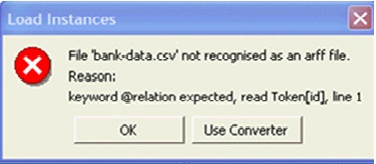 Load Instances
File 'bank-data.csv' not recognised as an arff file.
Reason:
keyword @relation expected, read Token[id], line 1
OK
Use Converter